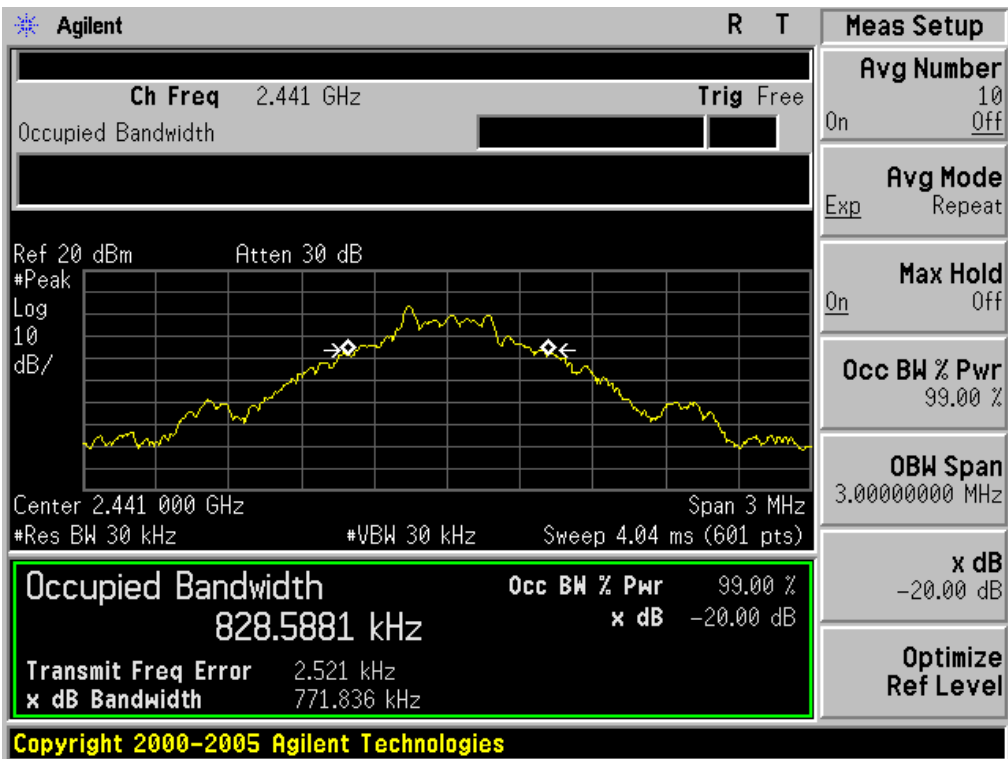 Agilent R T
Ch Freq 2.441 GHz Trig Free
Occupied Bandwidth
Ref 20 dBm Atten 30 dB
#Peak
Log
10
dB/
Center 2.441 000 GHz Span 3 MHz
#Res BW 30 kHz #VBW 30 kHz Sweep 4.04 ms (601 pts)
Occupied Bandwidth Occ BW % Pwr 99.00 %
828.5881 kHz x dB -20.00 dB
Transmit Freq Error 2.521 kHz
x dB Bandwidth 771.836 kHz
Copyright 2000-2005 Agilent Technologies
Meas Setup
Avg Number
10
On Off
Avg Mode
Exp Repeat
Max Hold
On Off
Occ BW % Pwr
99.00 %
OBW Span
3.00000000 MHz
x dB
-20.00 dB
Optimize
Ref Level